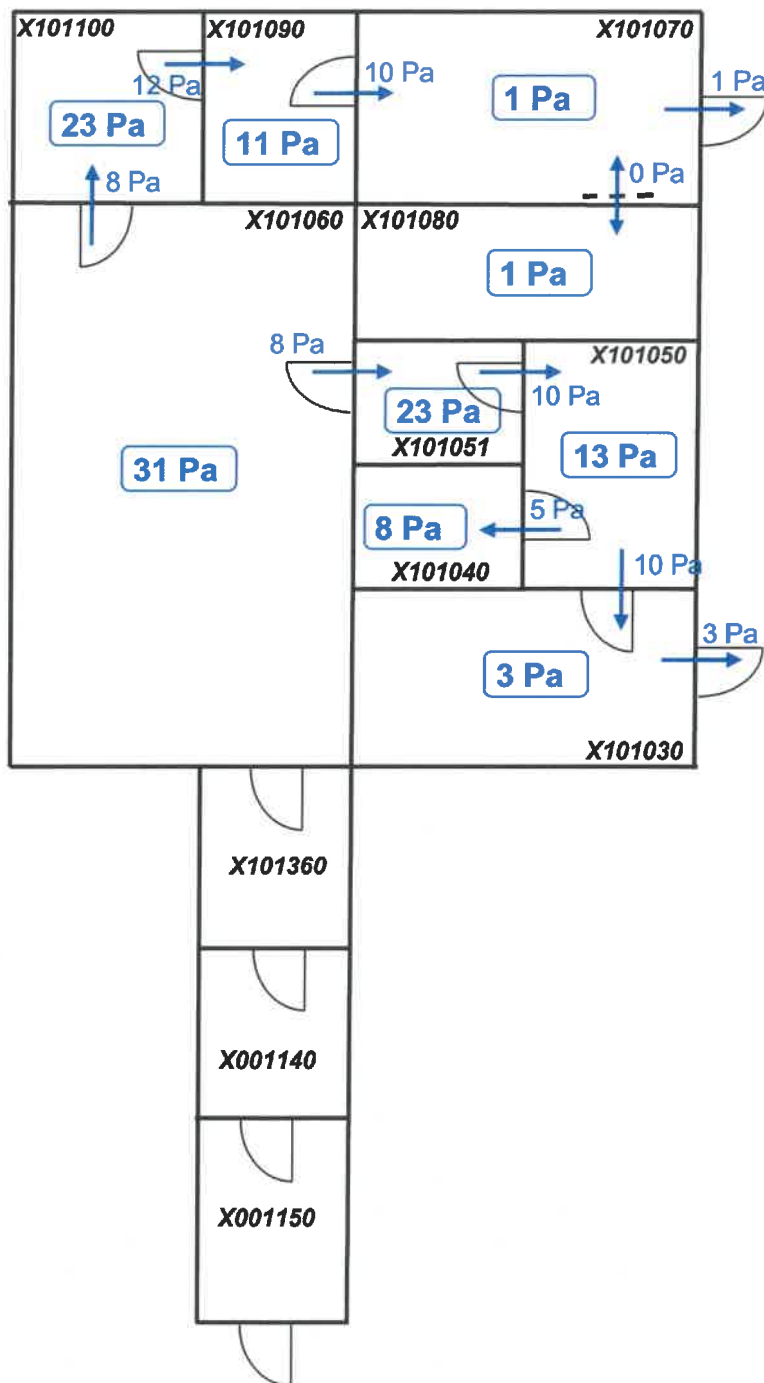 X101100
X101090
X101070
12 Pa
10 Pa
1 Pa
1 Pa
23 Pa
11 Pa
8 Pa
0 Pa
X101060
X101080
1 Pa
8 Pa
X101050
10 Pa
23 Pa
X101051
13 Pa
31 Pa
8 Pa
5 Pa
X101040
10 Pa
3 Pa
3 Pa
X101030
X101360
X001140
X001150